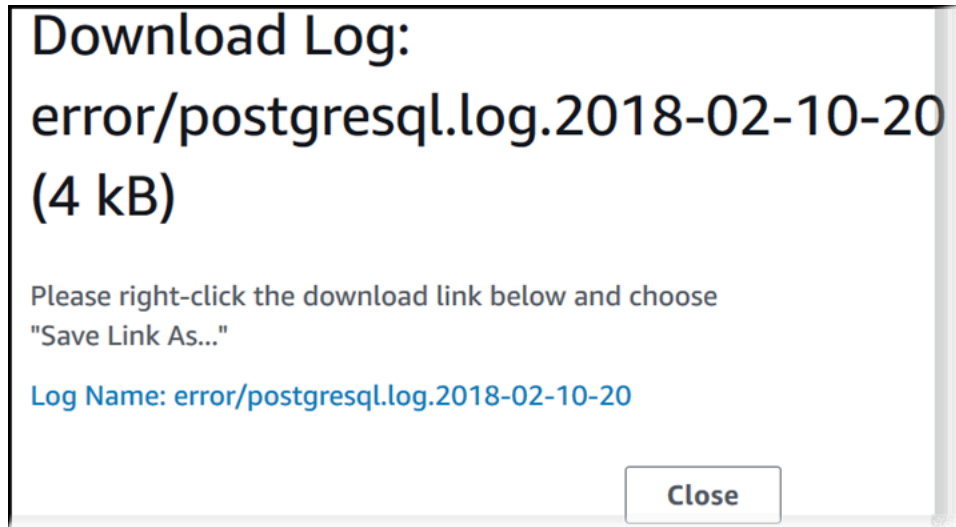 Download Log:
error/postgresql.log.2018-02-10-20
(4 kB)
Please right-click the download link below and choose
"Save Link As..."
Log Name: error/postgresql.log.2018-02-10-20
Close